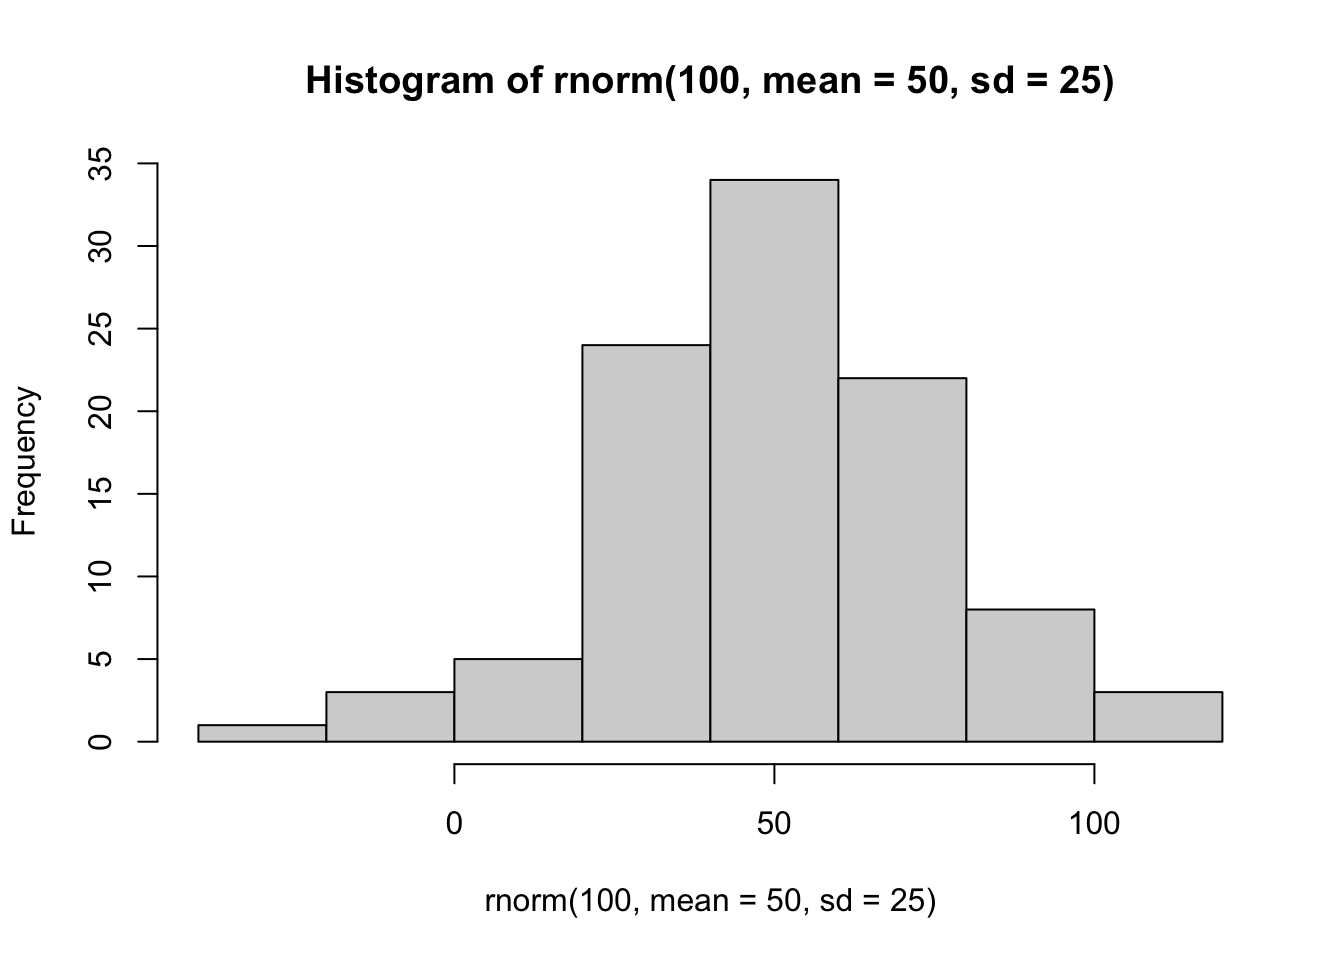 Histogram of rnorm(100, mean = 50, sd = 25)
Frequency
35
30
25
20
15
10
5
0
0 50 100
rnorm(100, mean = 50, sd = 25)